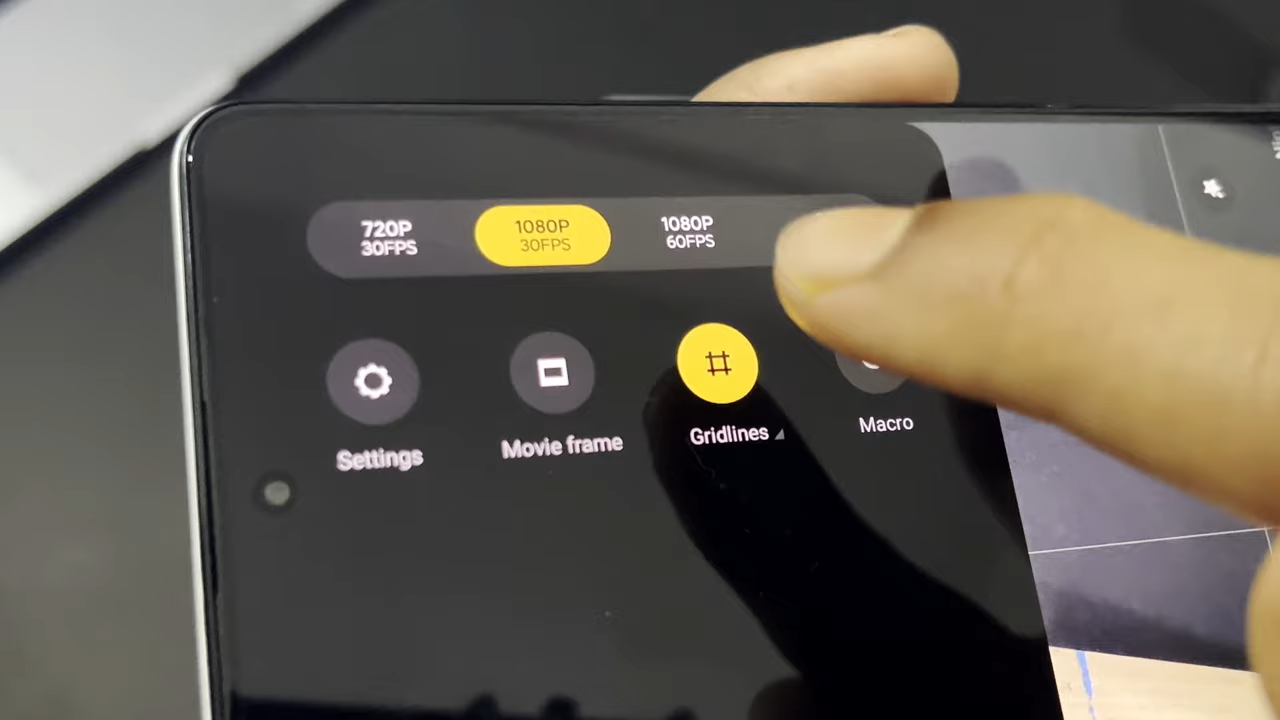 720P
30FPS
1080P
30FPS
1080P
60FPS
Settings
Movie frame
Gridlines
Macro